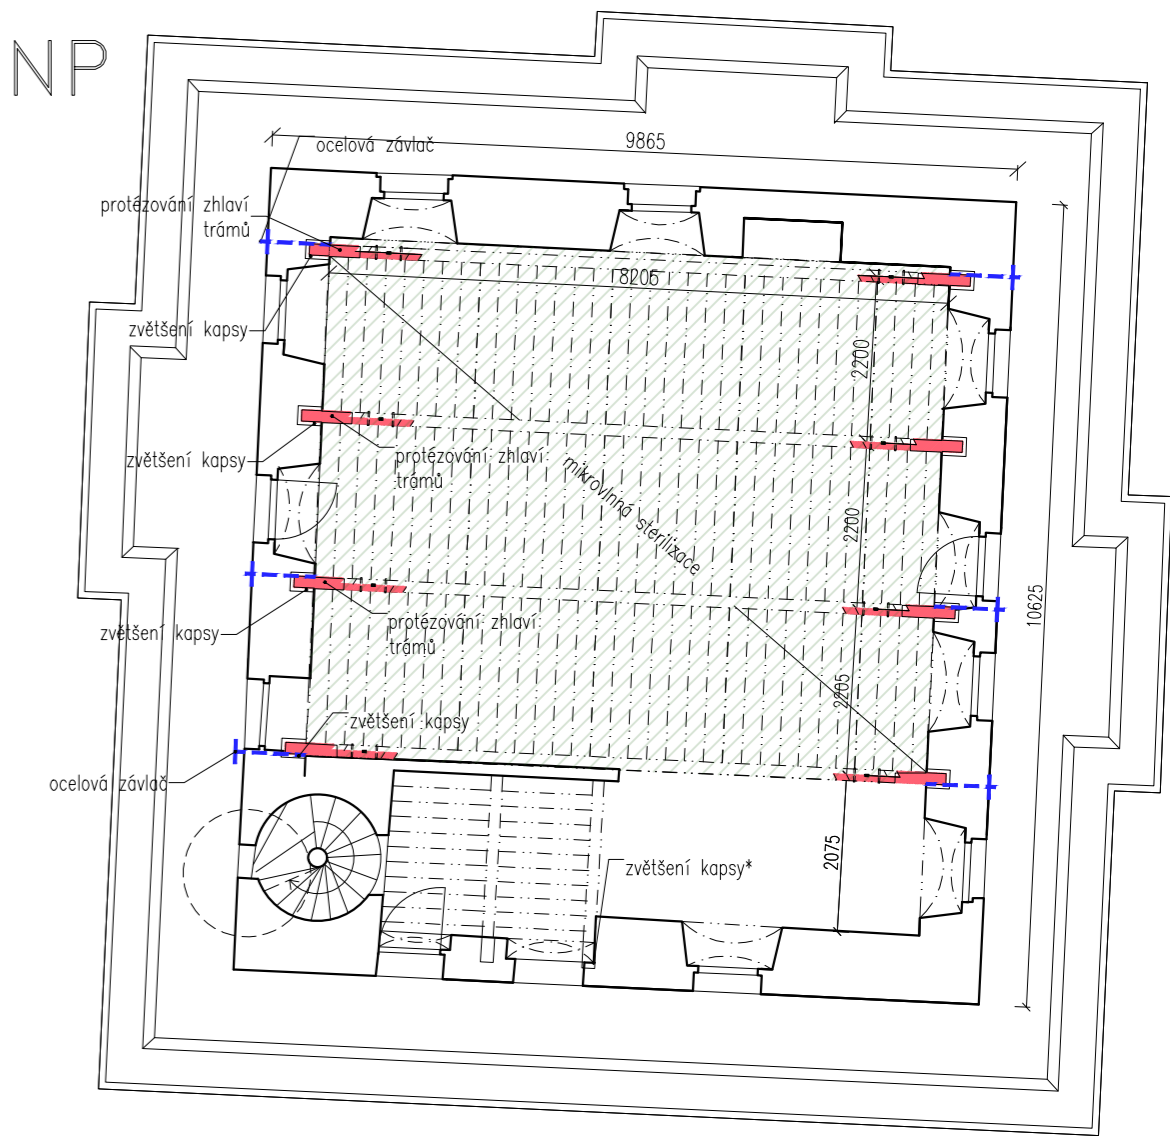 NP
9865
ocelová závlač
protézování zhlaví
trámů
8205
zvětšení kapsy
2200
zvětšení kapsy
protézování zhlaví
trámů
mikrovlnná sterilizace
2200
10625
zvětšení kapsy
protézování zhlaví
trámů
2205
zvětšení kapsy
ocelová závlač
2075
zvětšení kapsy*